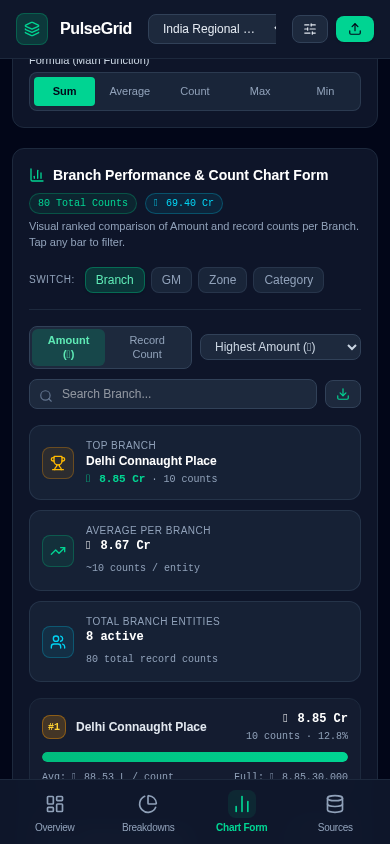 PulseGrid
India Regional ...
Formula (Math Function)
Sum
Average
Count
Max
Min
Branch Performance & Count Chart Form
80 Total Counts
▯ 69.40 Cr
Visual ranked comparison of Amount and record counts per Branch.
Tap any bar to filter.
SWITCH:
Branch
GM
Zone
Category
Amount
(▯)
Record
Count
Highest Amount (▯)
Search Branch...
TOP BRANCH
Delhi Connaught Place
▯ 8.85 Cr · 10 counts
AVERAGE PER BRANCH
▯ 8.67 Cr
~10 counts / entity
TOTAL BRANCH ENTITIES
8 active
80 total record counts
#1
Delhi Connaught Place
▯ 8.85 Cr
10 counts · 12.8%
Avg: ▯ 88.53 L / count
Full: ▯ 8,85,30,000
Overview
Breakdowns
Chart Form
Sources